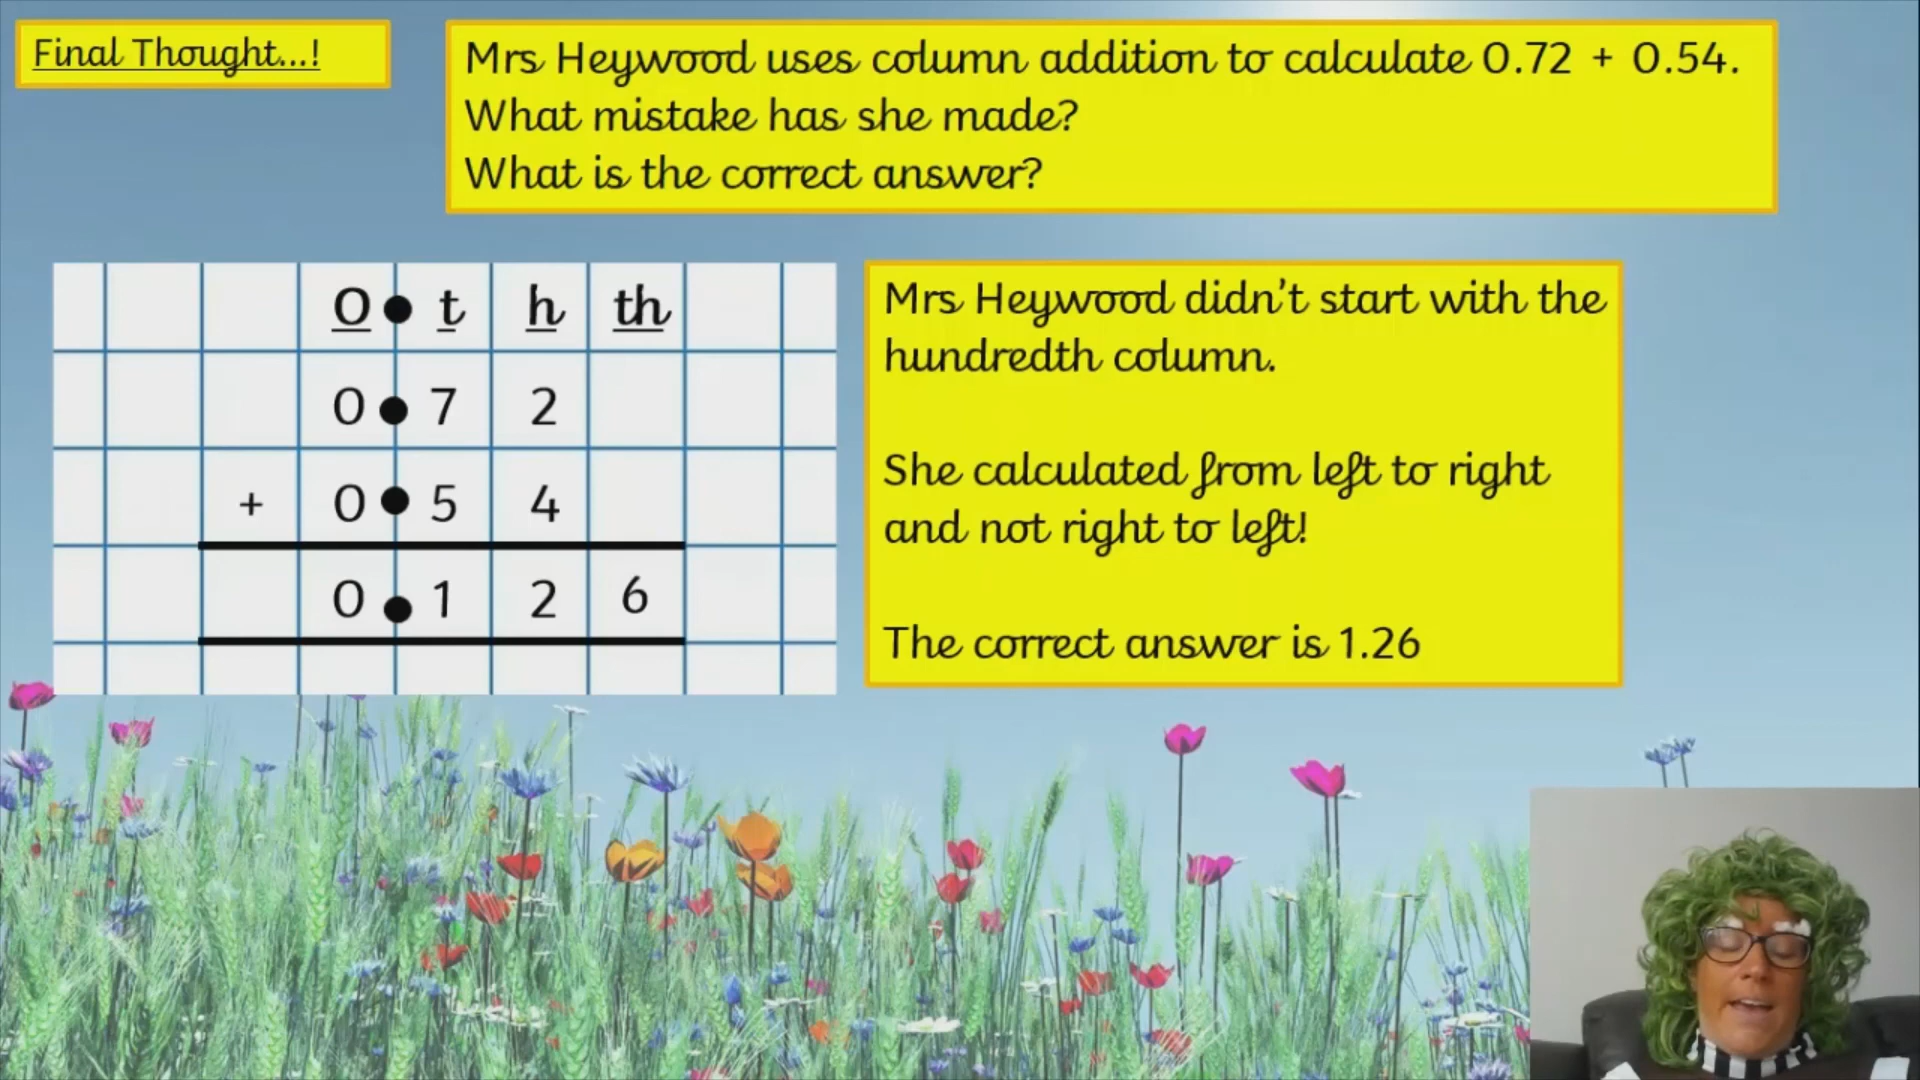 Final Thought...!
Mrs Heywood uses column addition to calculate 0.72 + 0.54.
What mistake has she made?
What is the correct answer?
O t h th
0 7 2
+ 0 5 4
0 1 2 6
Mrs Heywood didn't start with the
hundredth column.
She calculated from left to right
and not right to left!
The correct answer is 1.26